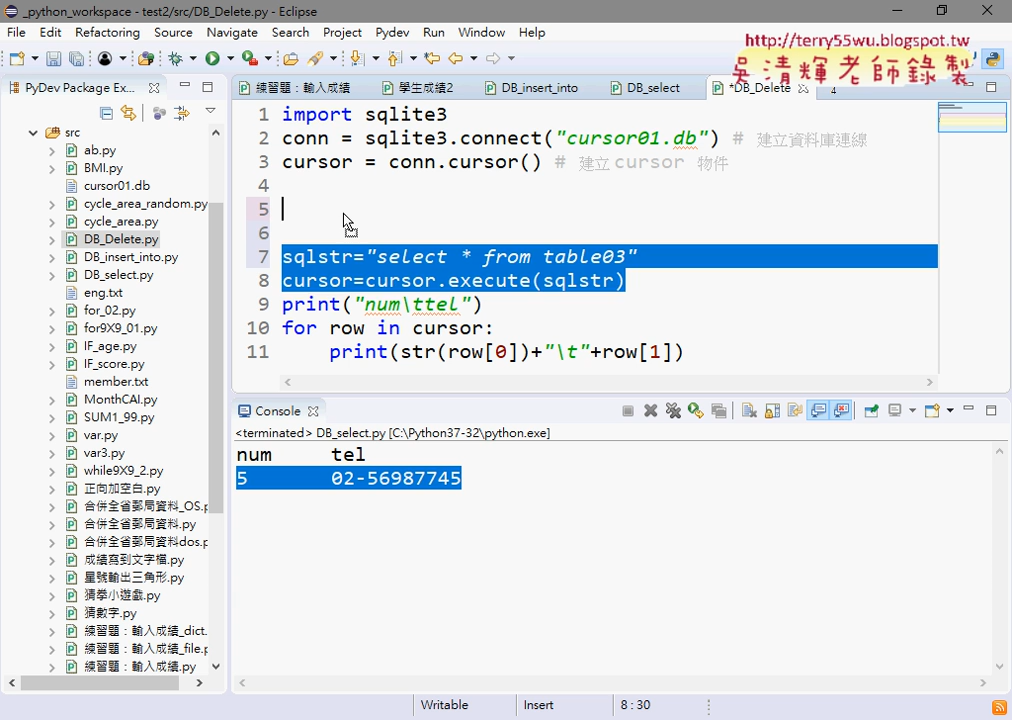 _python_workspace - test2/src/DB_Delete.py - Eclipse
File Edit Refactoring Source Navigate Search Project Pydev Run Window Help
http://terry55wu.blogspot.tw
吳清輝老師錄製
PyDev Package Ex...
練習題：輸入成績 學生成績2 DB_insert_into DB_select *DB_Delete 4
src
ab.py
BMI.py
cursor01.db
cycle_area_random.py
cycle_area.py
DB_Delete.py
DB_insert_into.py
DB_select.py
eng.txt
for_02.py
for9X9_01.py
IF_age.py
IF_score.py
member.txt
MonthCAI.py
SUM1_99.py
var.py
var3.py
while9X9_2.py
正向加空白.py
合併全省郵局資料_OS.p
合併全省郵局資料.py
合併全省郵局資料dos.p
成績寫到文字檔.py
星號輸出三角形.py
猜拳小遊戲.py
猜數字.py
練習題：輸入成績_dict.
練習題：輸入成績_file.p
練習題：輸入成績.py
1 import sqlite3
2 conn = sqlite3.connect("cursor01.db") # 建立資料庫連線
3 cursor = conn.cursor() # 建立 cursor 物件
4
5
6
7 sqlstr="select * from table03"
8 cursor=cursor.execute(sqlstr)
9 print("num\ttel")
10 for row in cursor:
11 print(str(row[0])+"\t"+row[1])
Console
<terminated> DB_select.py [C:\Python37-32\python.exe]
num tel
5 02-56987745
Writable Insert 8 : 30